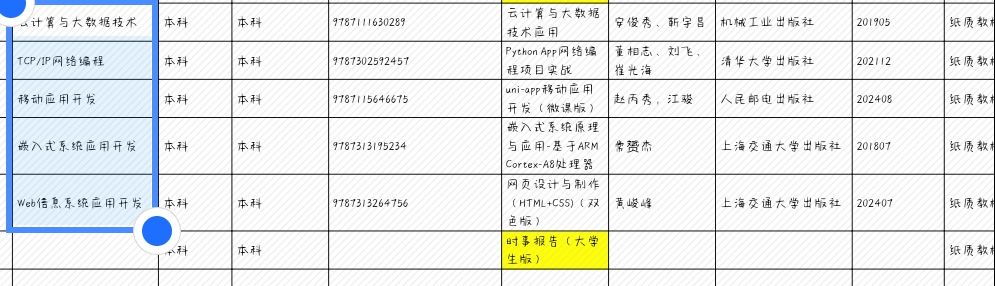 云计算与大数据技术 本科 本科 9787111630289 云计算与大数据
技术应用 安俊秀、靳宇昌 机械工业出版社 201905 纸质教材
TCP/IP网络编程 本科 本科 9787302592457 Python App网络编
程项目实战 董相志、刘飞、
崔光海 清华大学出版社 202112 纸质教材
移动应用开发 本科 本科 9787115646675 uni-app移动应用
开发（微课版） 赵丙秀，江骏 人民邮电出版社 202408 纸质教材
嵌入式系统应用开发 本科 本科 9787313195234 嵌入式系统原理
与应用-基于ARM
Cortex-A8处理器 上海交通大学出版社 201807 纸质教材
Web信息系统应用开发 本科 本科 9787313264756 网页设计与制作
（HTML+CSS)（双
色版） 黄峻峰 上海交通大学出版社 202407 纸质教材
本科 本科 时事报告（大学
生版） 纸质教材